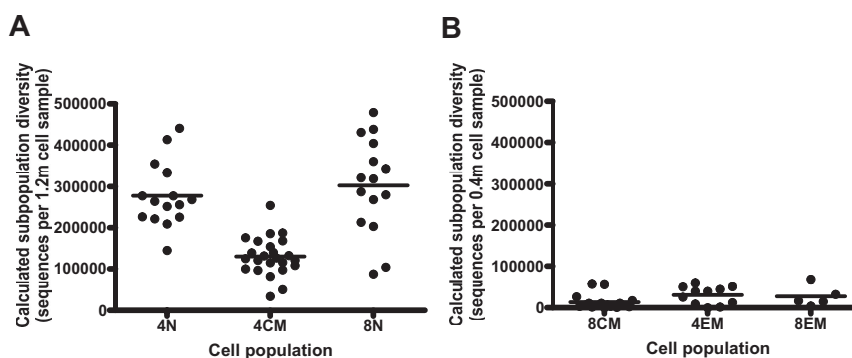 A
Calculated subpopulation diversity
(sequences per 1.2m cell sample)
500000
400000
300000
200000
100000
0
4N 4CM 8N
Cell population
B
Calculated subpopulation diversity
(sequences per 0.4m cell sample)
500000
400000
300000
200000
100000
0
8CM 4EM 8EM
Cell population